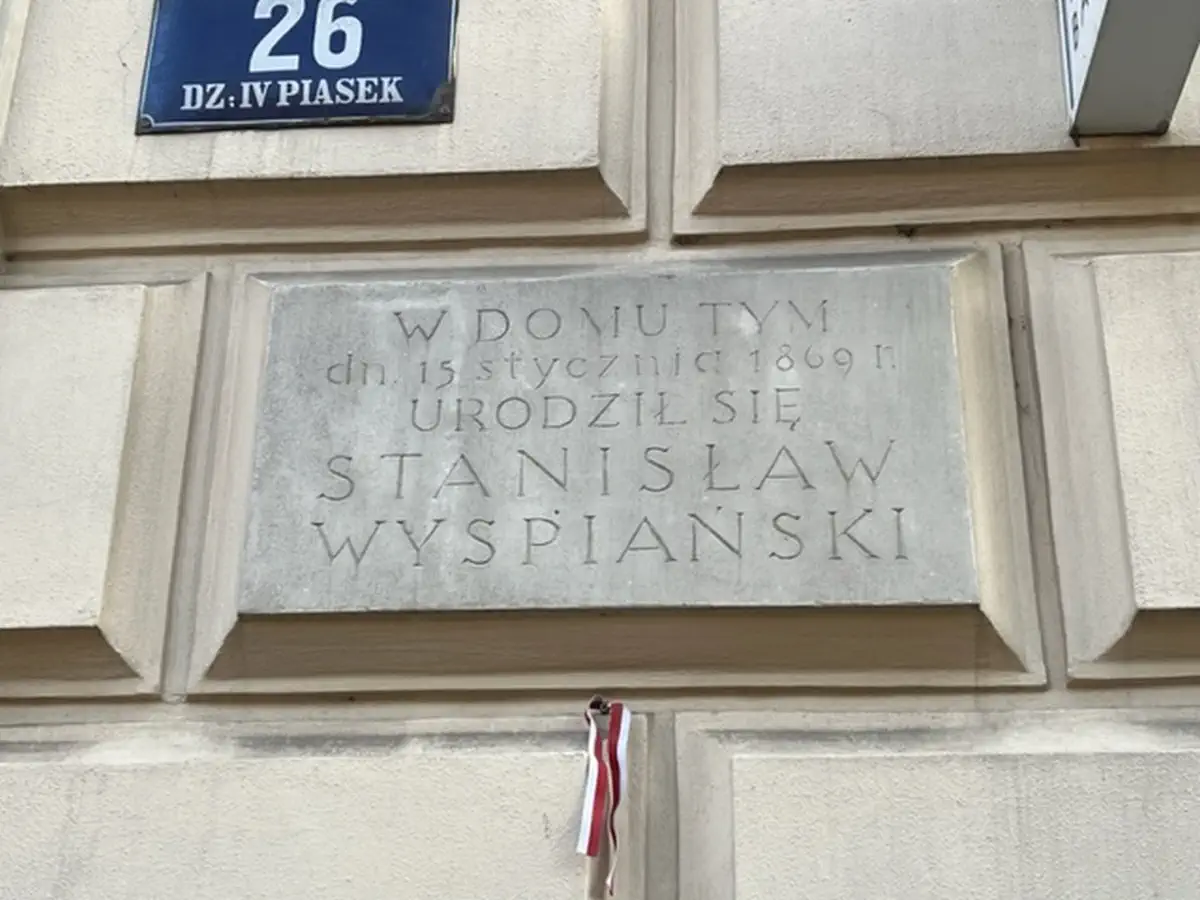 26
DZ: IV PIASEK
W DOMU TYM
dn. 15 stycznia 1869 r.
URODZIŁ SIĘ
STANISŁAW
WYSPIAŃSKI